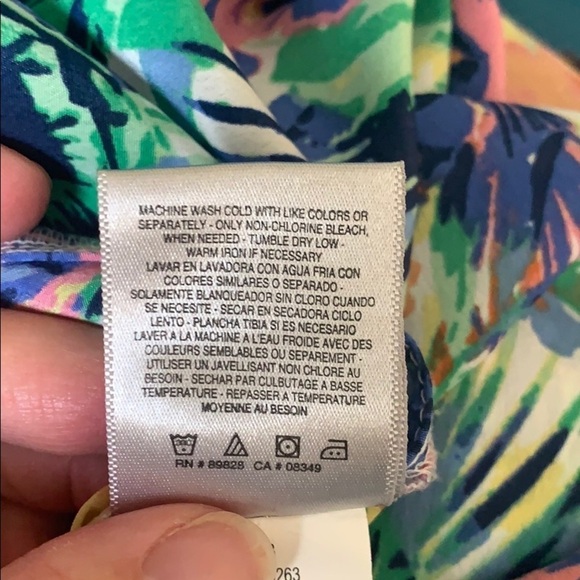 MACHINE WASH COLD WITH LIKE COLORS OR
SEPARATELY - ONLY NON-CHLORINE BLEACH,
WHEN NEEDED - TUMBLE DRY LOW -
WARM IRON IF NECESSARY
LAVAR EN LAVADORA CON AGUA FRIA CON
COLORES SIMILARES O SEPARADO -
SOLAMENTE BLANQUEADOR SIN CLORO CUANDO
SE NECESITE - SECAR EN SECADORA CICLO
LENTO - PLANCHA TIBIA SI ES NECESARIO
LAVER A LA MACHINE A L'EAU FROIDE AVEC DES
COULEURS SEMBLABLES OU SEPAREMENT -
UTILISER UN JAVELLISANT NON CHLORE AU
BESOIN - SECHAR PAR CULBUTAGE A BASSE
TEMPERATURE - REPASSER A TEMPERATURE
MOYENNE AU BESOIN
RN # 89828 CA # 08349
263